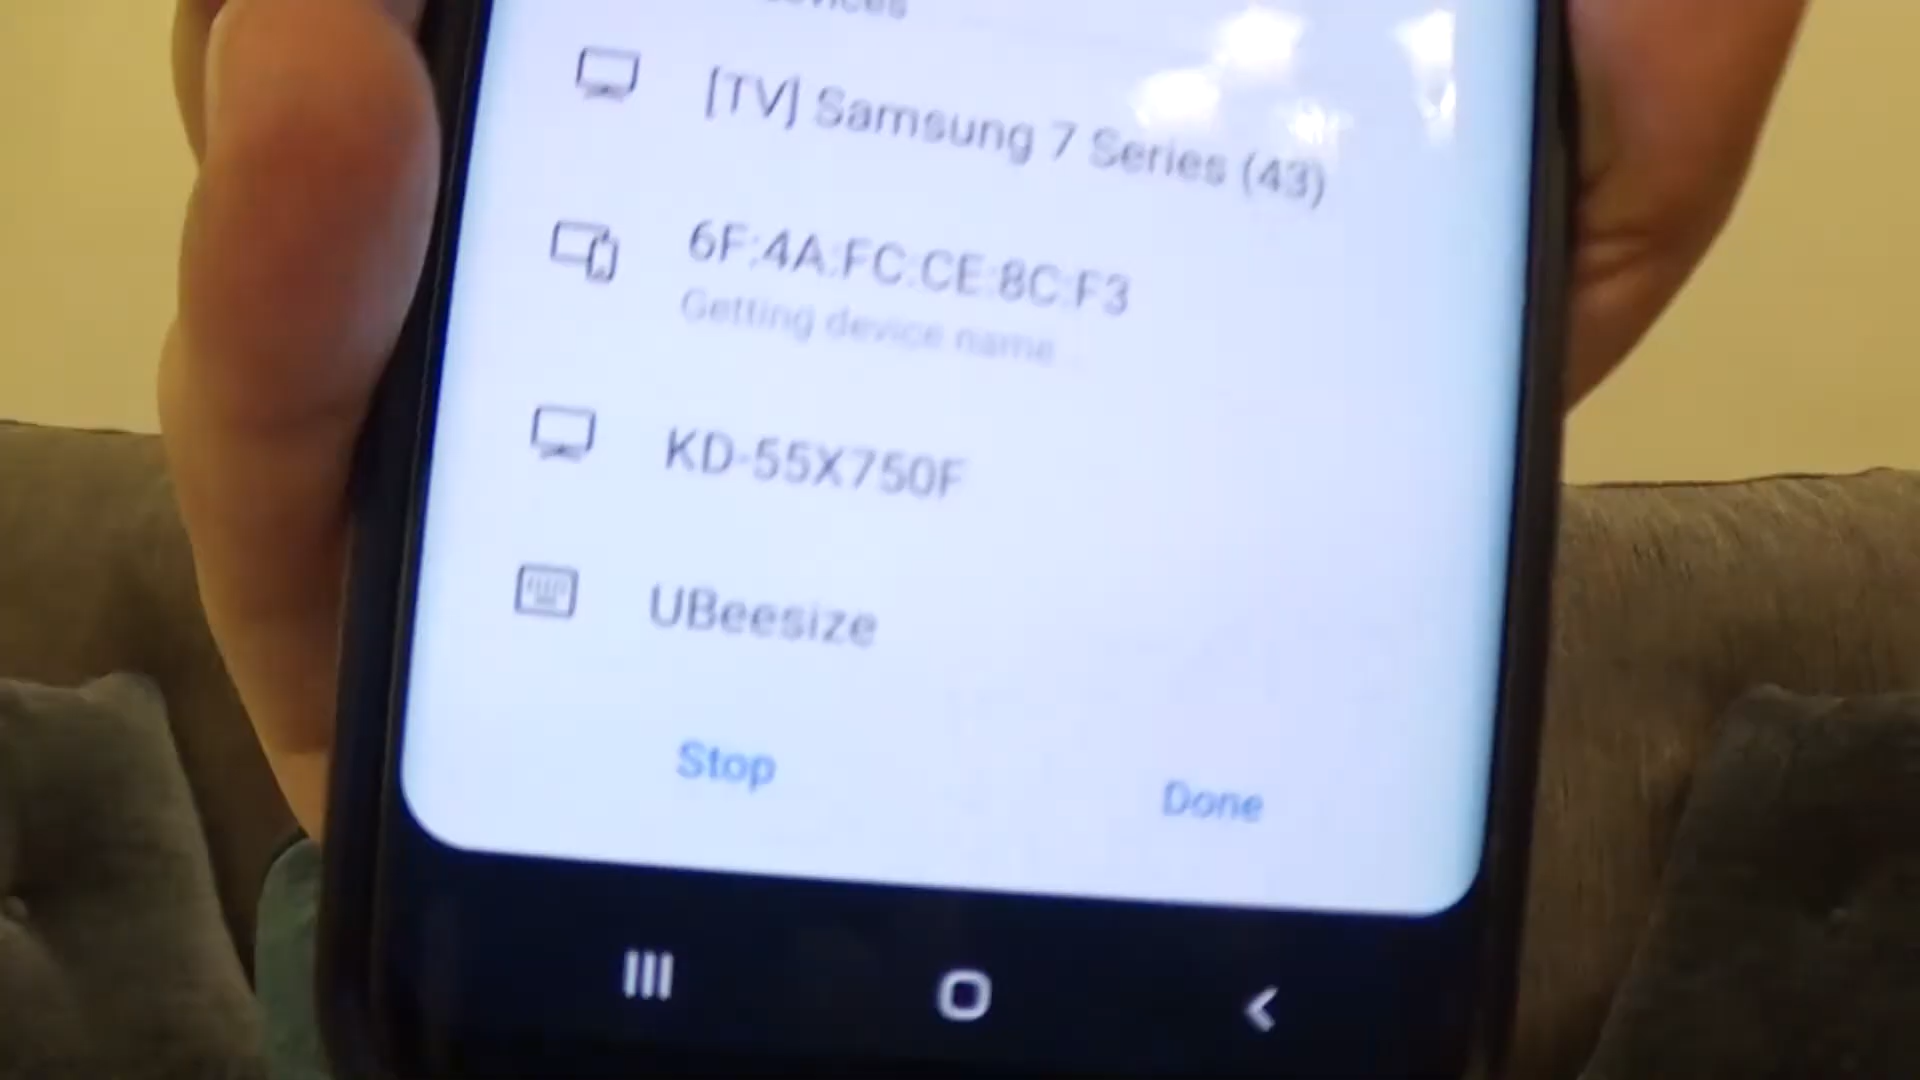 [TV] Samsung 7 Series (43)
6F:4A:FC:CE:8C:F3
Getting device name...
KD-55X750F
UBeesize
Stop
Done